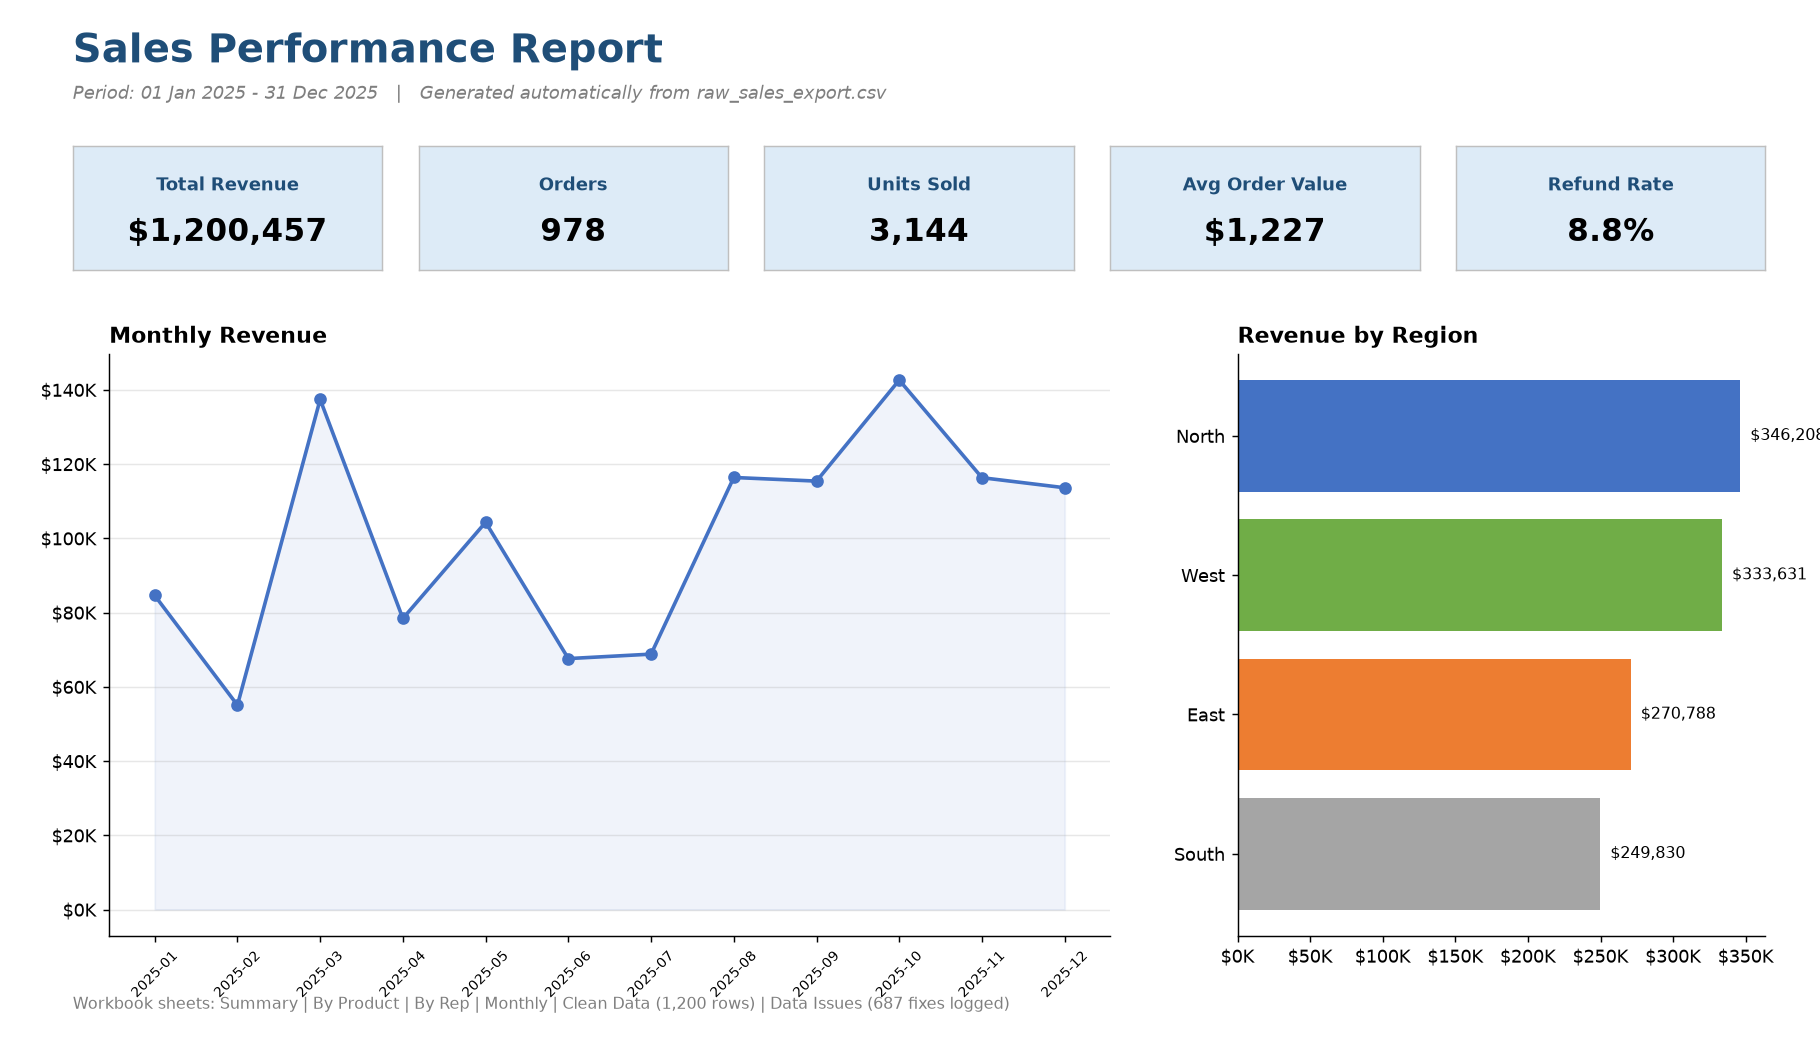 Sales Performance Report
Period: 01 Jan 2025 - 31 Dec 2025 | Generated automatically from raw_sales_export.csv
Total Revenue
$1,200,457
Orders
978
Units Sold
3,144
Avg Order Value
$1,227
Refund Rate
8.8%
Monthly Revenue
$140K
$120K
$100K
$80K
$60K
$40K
$20K
$0K
2025-01
2025-02
2025-03
2025-04
2025-05
2025-06
2025-07
2025-08
2025-09
2025-10
2025-11
2025-12
Revenue by Region
North
$346,208
West
$333,631
East
$270,788
South
$249,830
$0K $50K $100K $150K $200K $250K $300K $350K
Workbook sheets: Summary | By Product | By Rep | Monthly | Clean Data (1,200 rows) | Data Issues (687 fixes logged)